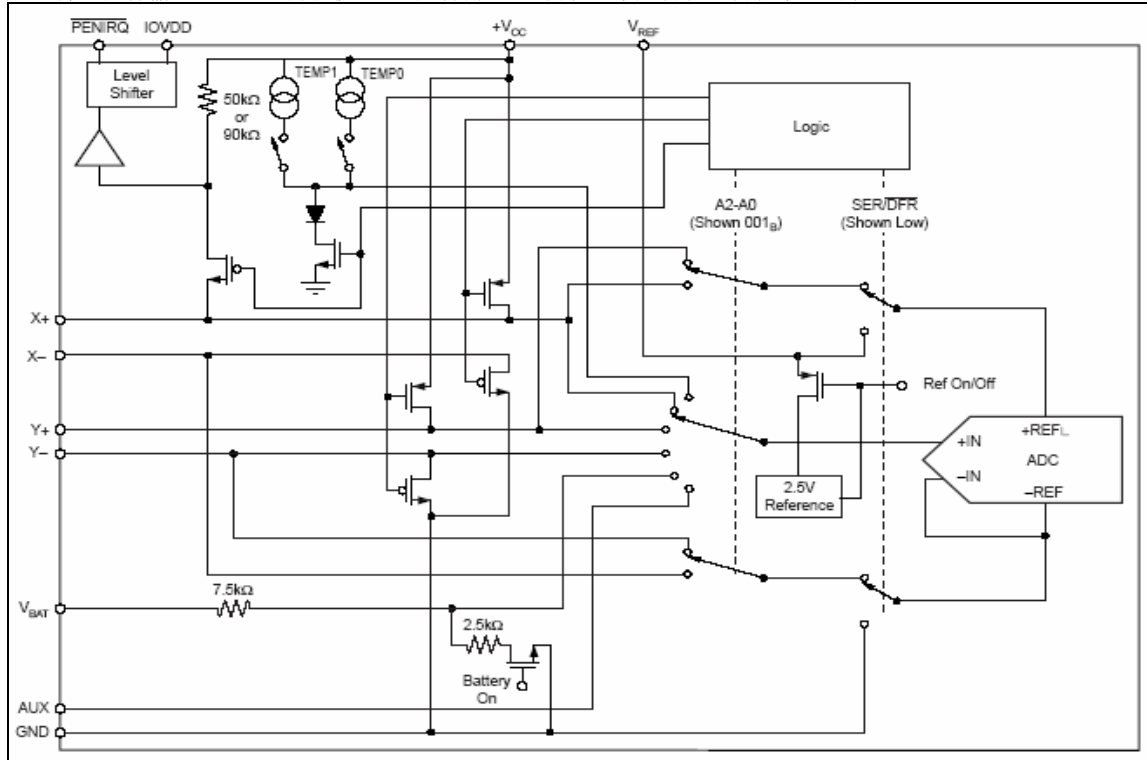 PENIRQ IOVDD +VCC VREF
Level
Shifter
50kΩ
or
90kΩ
TEMP1 TEMP0
Logic
A2-A0
(Shown 001B)
SER/DFR
(Shown Low)
X+
X–
Y+
Y–
Ref On/Off
+IN
–IN
+REF
ADC
–REF
2.5V
Reference
7.5kΩ
VBAT
2.5kΩ
Battery
On
AUX
GND